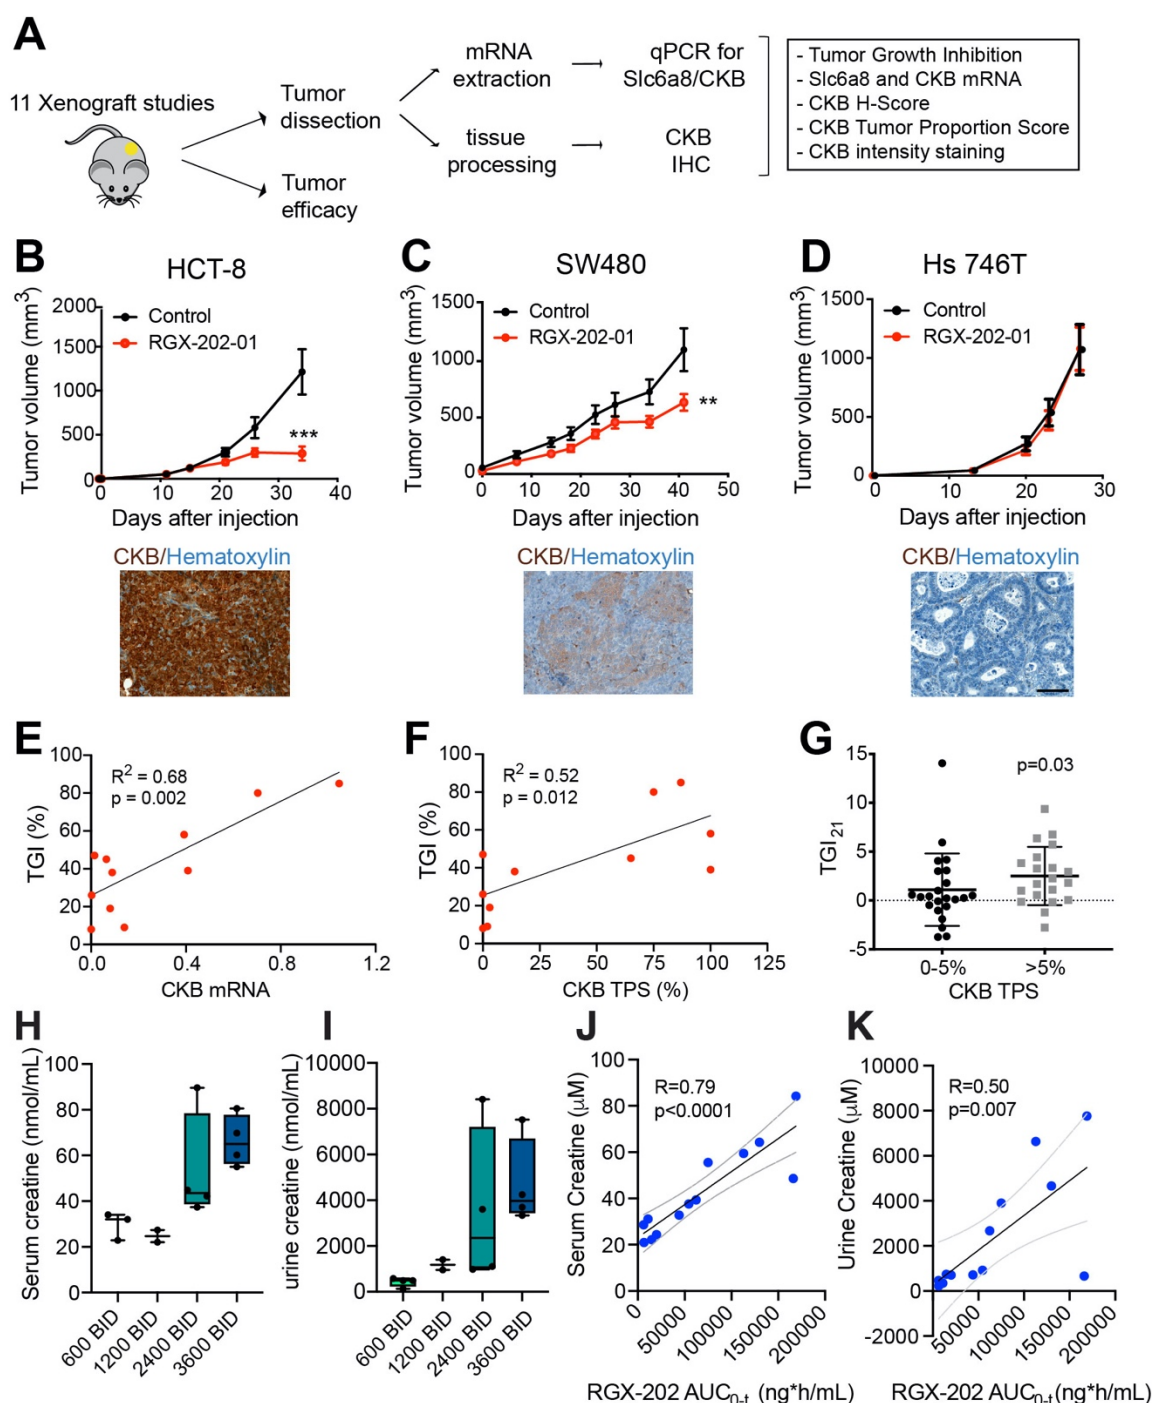 A
11 Xenograft studies
Tumor
dissection
Tumor
efficacy
mRNA
extraction
tissue
processing
qPCR for
Slc6a8/CKB
CKB
IHC
- Tumor Growth Inhibition
- Slc6a8 and CKB mRNA
- CKB H-Score
- CKB Tumor Proportion Score
- CKB intensity staining
B
HCT-8
Tumor volume (mm3)
2000
1500
1000
500
0
Control
RGX-202-01
***
0 10 20 30 40
Days after injection
CKB/Hematoxylin
C
SW480
Tumor volume (mm3)
1500
1000
500
0
Control
RGX-202-01
**
0 10 20 30 40 50
Days after injection
CKB/Hematoxylin
D
Hs 746T
Tumor volume (mm3)
1500
1000
500
0
Control
RGX-202-01
0 10 20 30
Days after injection
CKB/Hematoxylin
E
TGI (%)
100
80
60
40
20
0
R2 = 0.68
p = 0.002
0.0 0.4 0.8 1.2
CKB mRNA
F
TGI (%)
100
80
60
40
20
0
R2 = 0.52
p = 0.012
0 25 50 75 100 125
CKB TPS (%)
G
TGI21
15
10
5
0
-5
p=0.03
0-5% >5%
CKB TPS
H
Serum creatine (nmol/mL)
100
80
60
40
20
0
600 BID
1200 BID
2400 BID
3600 BID
I
urine creatine (nmol/mL)
10000
8000
6000
4000
2000
0
600 BID
1200 BID
2400 BID
3600 BID
J
Serum Creatine (µM)
100
80
60
40
20
0
R=0.79
p<0.0001
0
50000
100000
150000
200000
RGX-202 AUC0-t (ng*h/mL)
K
Urine Creatine (µM)
10000
8000
6000
4000
2000
0
-2000
R=0.50
p=0.007
50000
100000
150000
200000
RGX-202 AUC0-t(ng*h/mL)